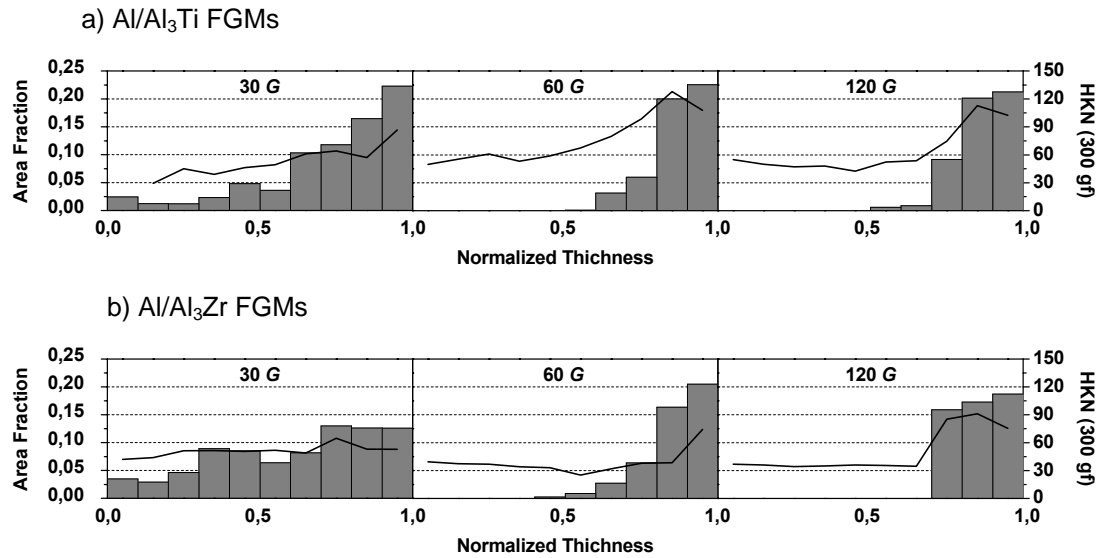 a) Al/Al₃Ti FGMs
30 G 60 G 120 G
0,25
0,20
0,15
0,10
0,05
0,00
Area Fraction
150
120
90
60
30
0
HKN (300 gf)
0,0 0,5 1,0 0,5 1,0 0,5 1,0
Normalized Thichness
b) Al/Al₃Zr FGMs
30 G 60 G 120 G
0,25
0,20
0,15
0,10
0,05
0,00
Area Fraction
150
120
90
60
30
0
HKN (300 gf)
0,0 0,5 1,0 0,5 1,0 0,5 1,0
Normalized Thichness